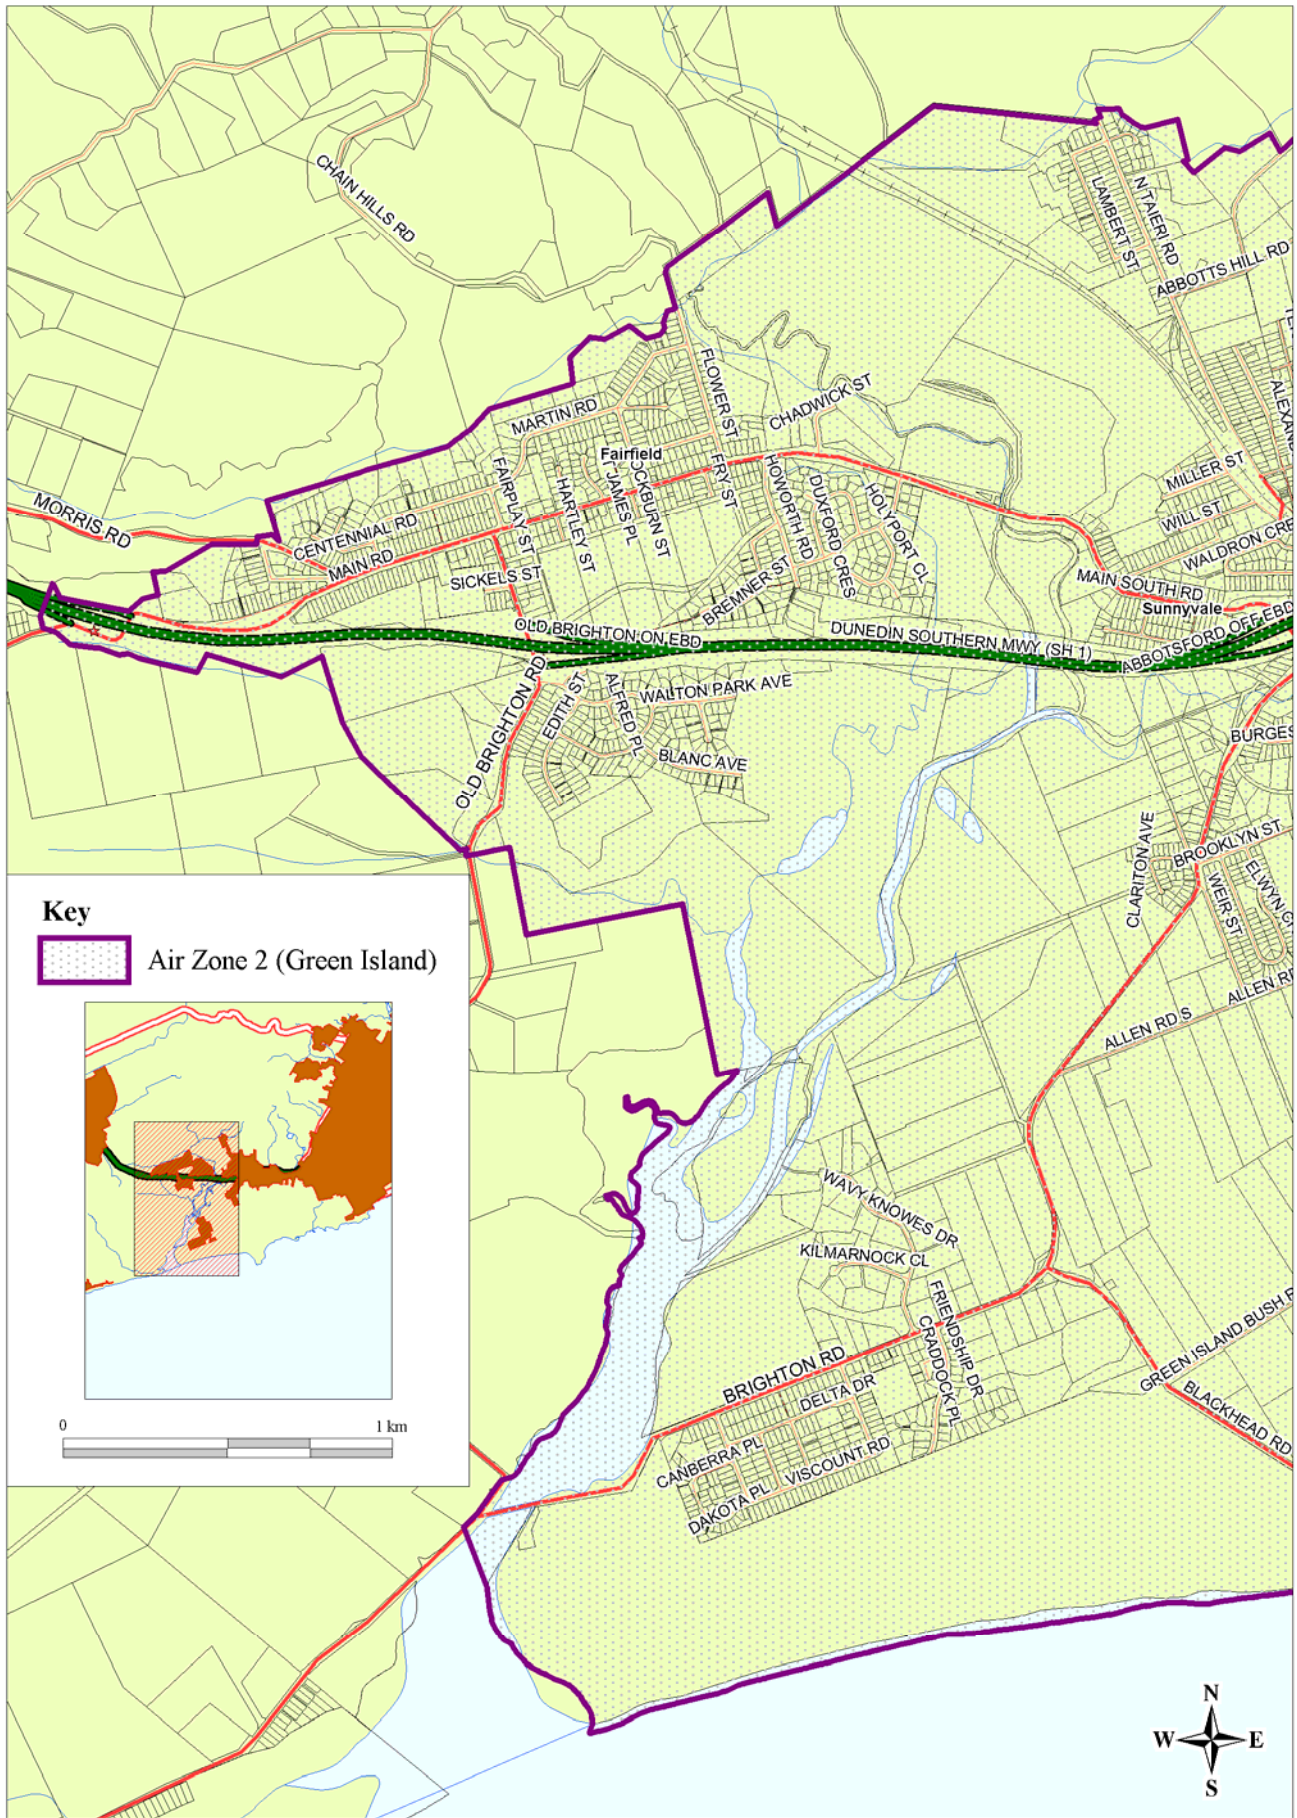 CHAIN HILLS RD
LAMBERT ST
N TAIERI RD
ABBOTTS HILL RD
FLOWER ST
MARTIN RD
CHADWICK ST
Fairfield
FAIRPLAY ST
HARTLEY ST
JAMES PL
OCKBURN ST
FRY ST
HOWORTH RD
DUXFORD CRES
HOLYPORT CL
MILLER ST
WILL ST
WALDRON CRE
MORRIS RD
CENTENNIAL RD
MAIN RD
SICKELS ST
BREMNER ST
MAIN SOUTH RD
Sunnyvale
OLD BRIGHTON ON EBD
DUNEDIN SOUTHERN MWY (SH 1)
ABBOTSFORD OFF EBD
OLD BRIGHTON RD
EDITH ST
ALFRED PL
WALTON PARK AVE
BLANC AVE
BURGES
CLARITON AVE
BROOKLYN ST
WEIR ST
ELWYN C
ALLEN RD
ALLEN RD S
Key
Air Zone 2 (Green Island)
0 1 km
WAVY KNOWES DR
KILMARNOCK CL
FRIENDSHIP DR
CRADDOCK PL
BRIGHTON RD
DELTA DR
CANBERRA PL
VISCOUNT RD
DAKOTA PL
GREEN ISLAND BUSH R
BLACKHEAD RD
N
W E
S